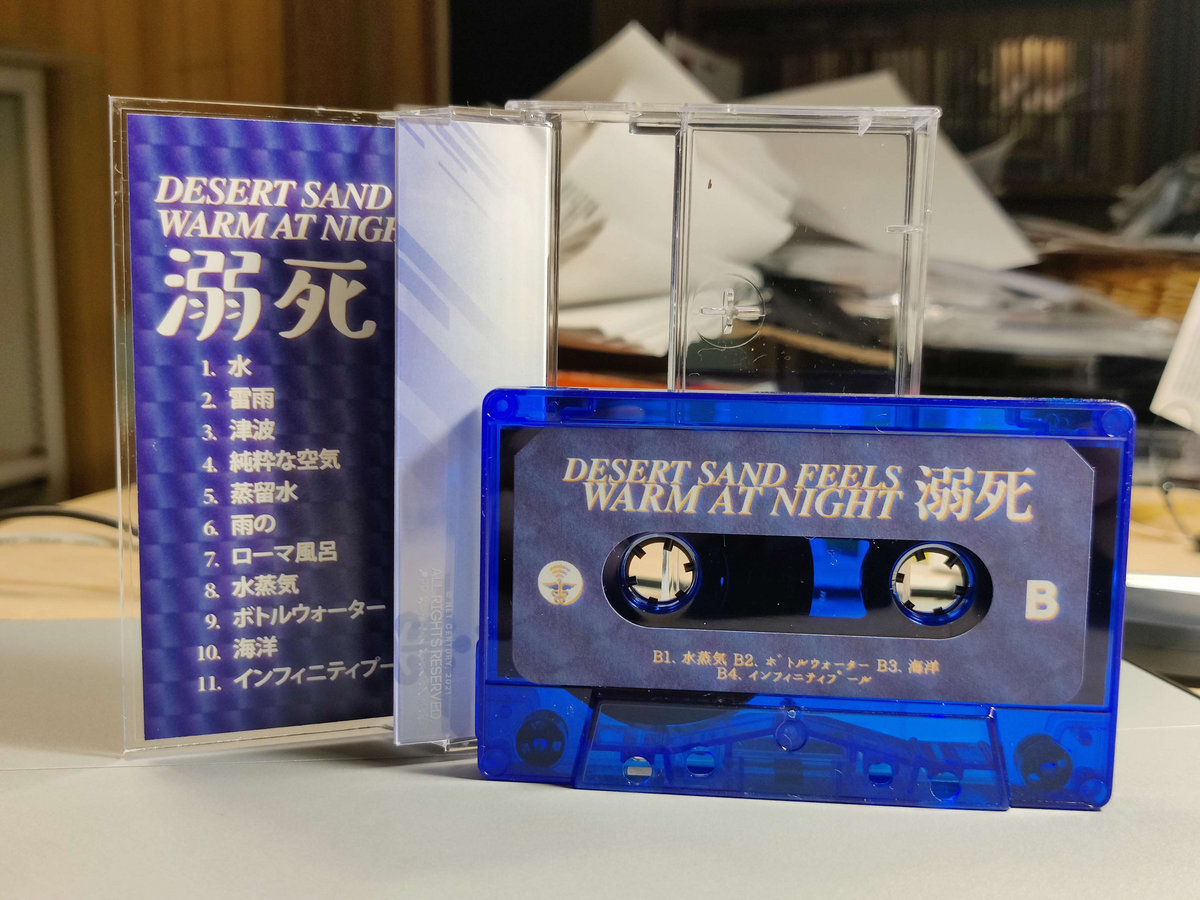 DESERT SAND
WARM AT NIGH
溺死
1. 水
2. 雷雨
3. 津波
4. 純粋な空気
5. 蒸留水
6. 雨の
7. ローマ風呂
8. 水蒸気
9. ボトルウォーター
10. 海洋
11. インフィニティプー
CENTURY 2021
ALL RIGHTS RESERVED
DESERT SAND FEELS
WARM AT NIGHT 溺死
B
B1. 水蒸気 B2. ボトルウォーター B3. 海洋
B4. インフィニティプール